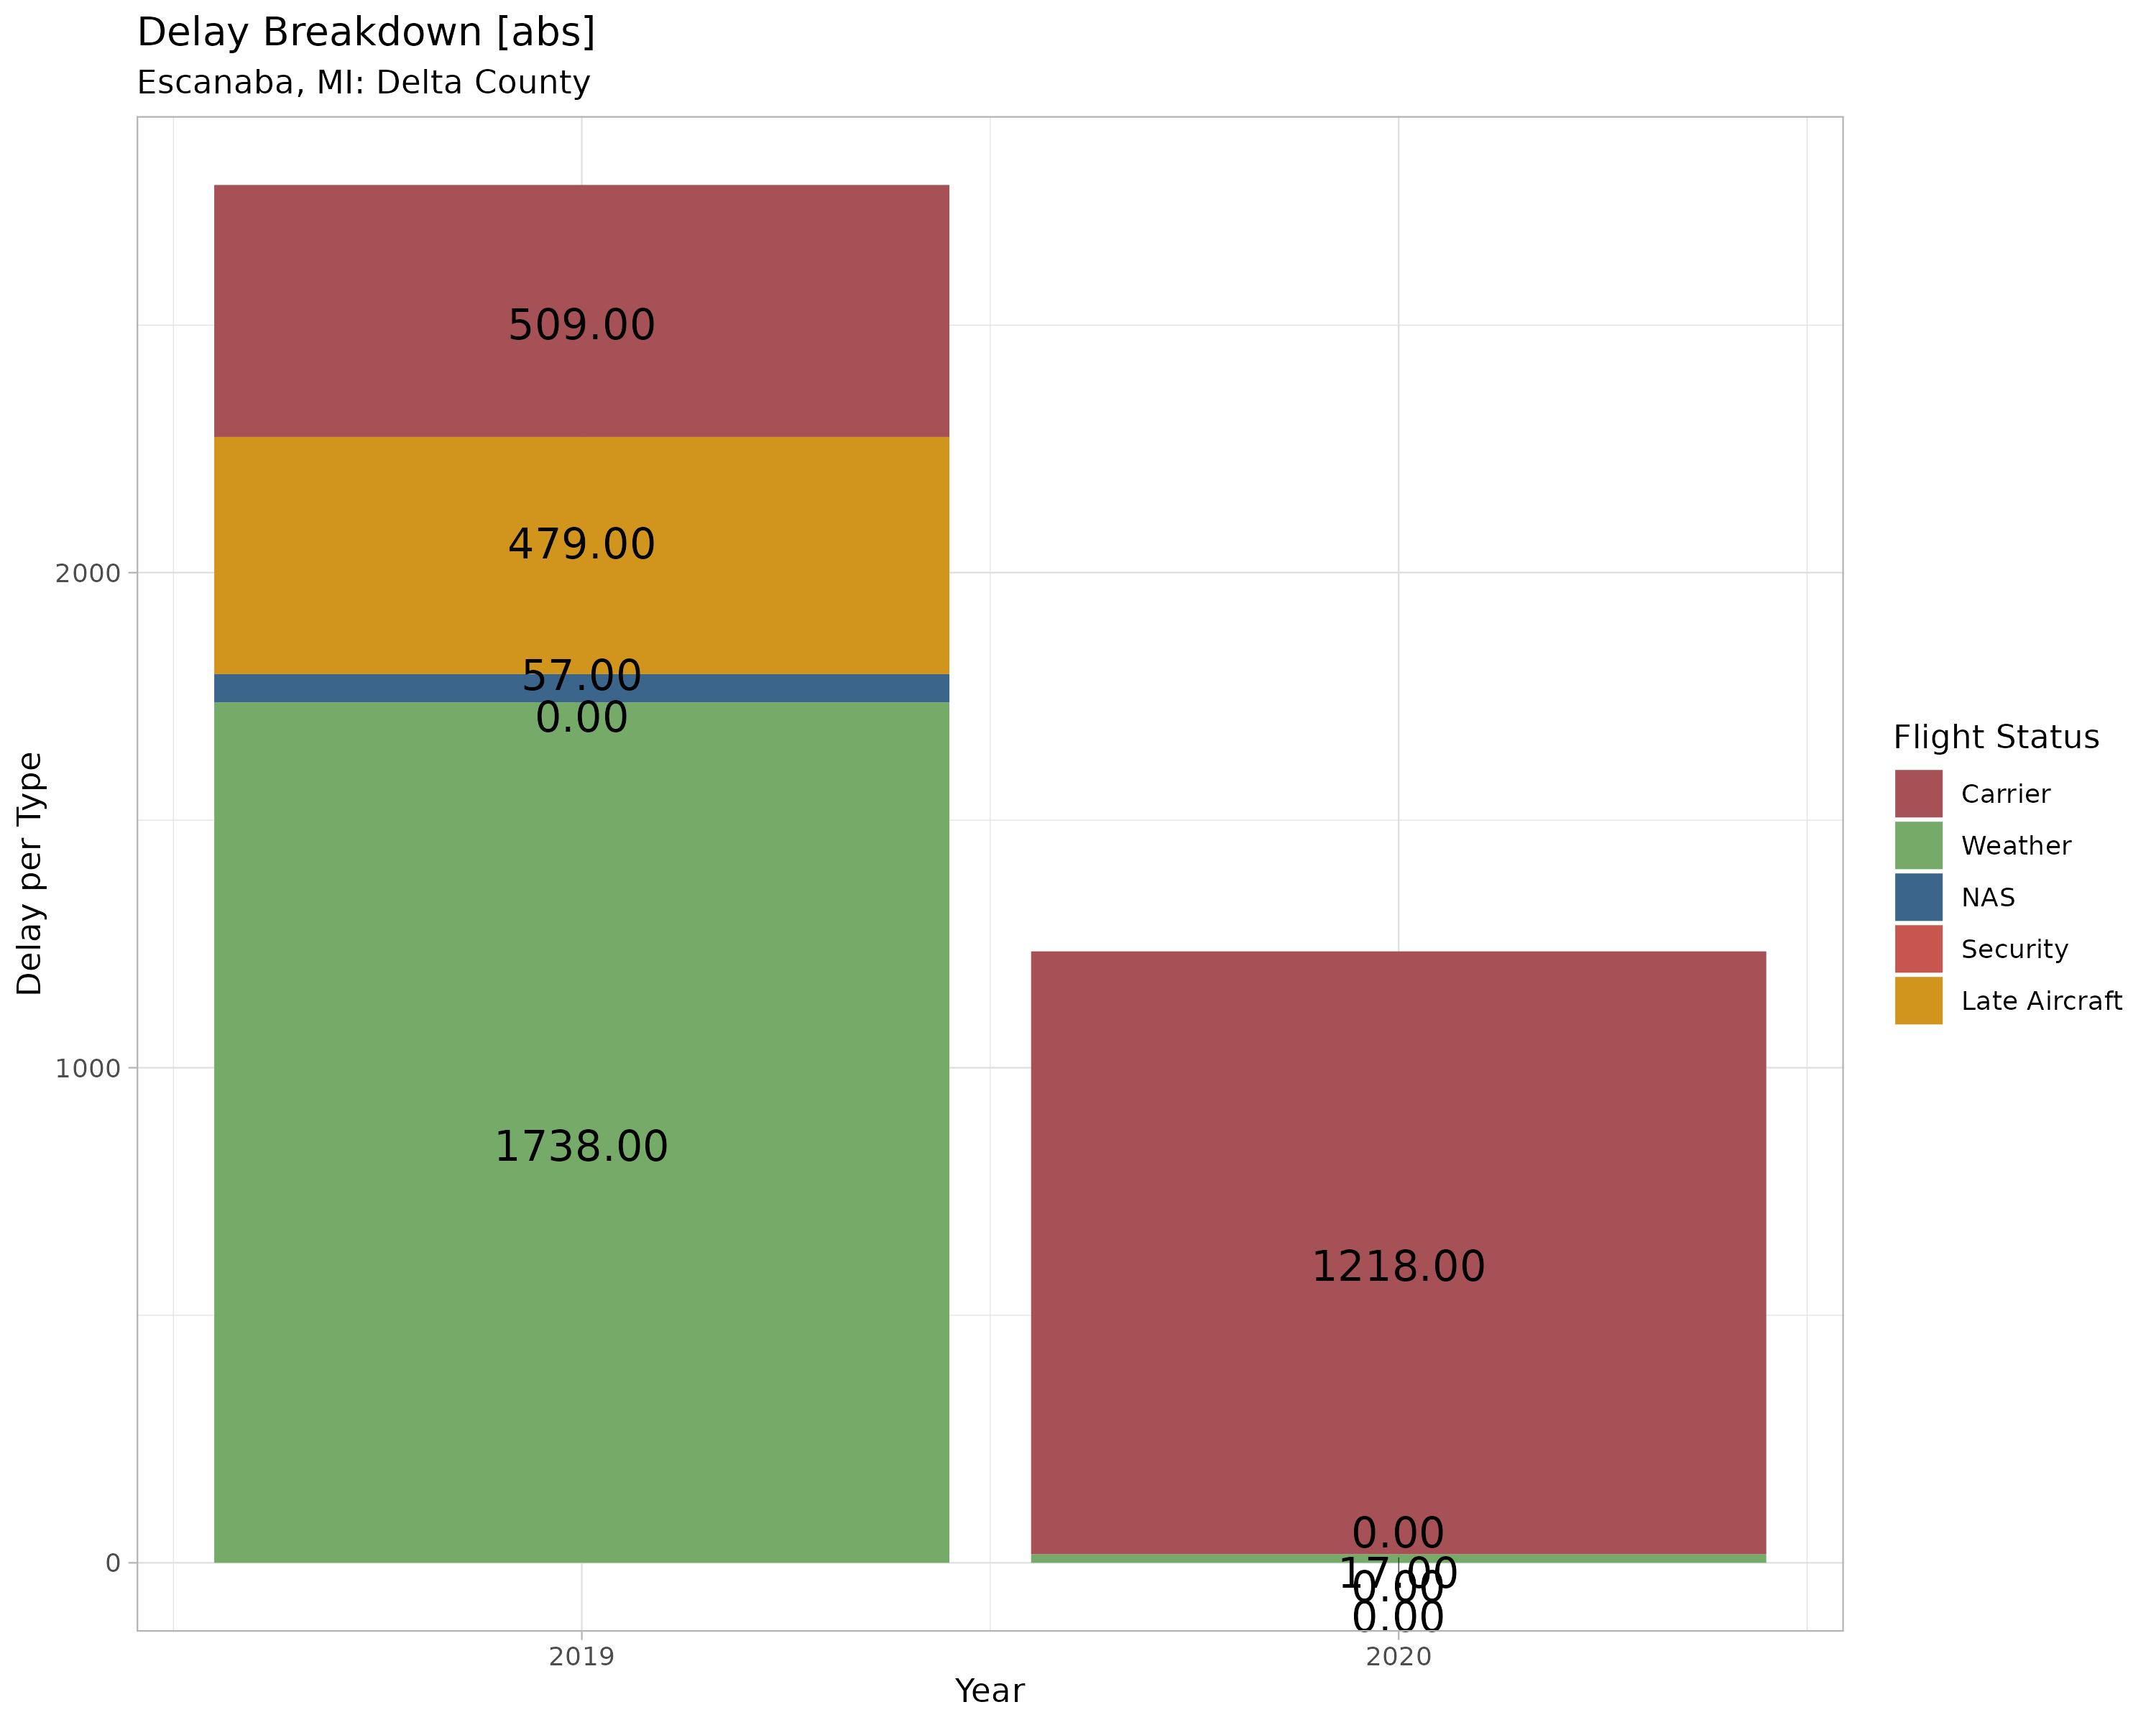 Delay Breakdown [abs]
Escanaba, MI: Delta County
Delay per Type
2000
1000
0
509.00
479.00
57.00
0.00
1738.00
1218.00
0.00
17.00
0.00
0.00
2019
2020
Year
Flight Status
Carrier
Weather
NAS
Security
Late Aircraft